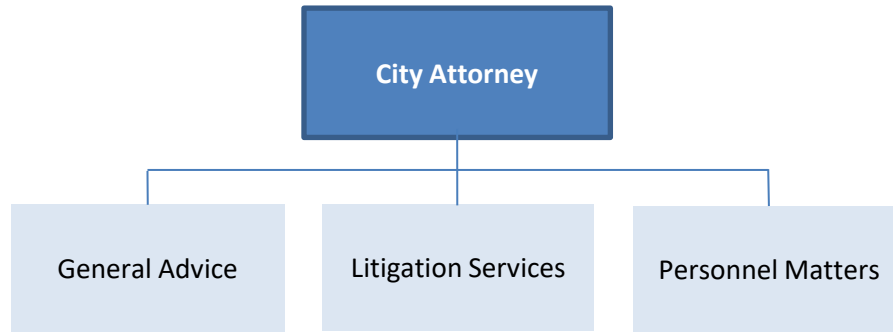 City Attorney
General Advice
Litigation Services
Personnel Matters